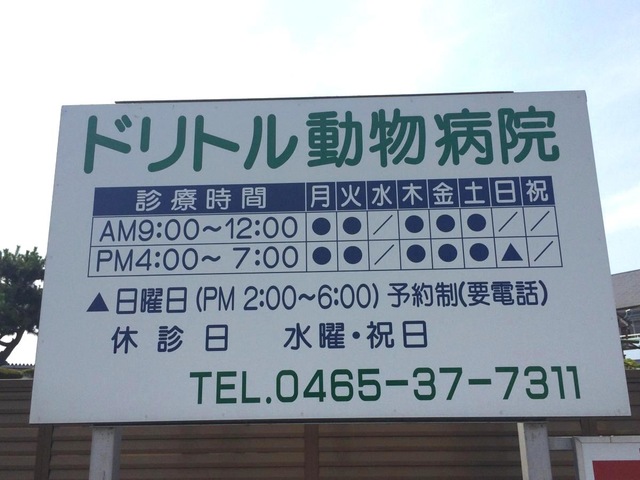 ドリトル動物病院
診療時間 月 火 水 木 金 土 日 祝
AM9:00～12:00 ● ● ／ ● ● ● ／ ／
PM4:00～ 7:00 ● ● ／ ● ● ● ▲ ／
▲日曜日(PM 2:00～6:00) 予約制(要電話)
休診日 水曜・祝日
TEL.0465-37-7311